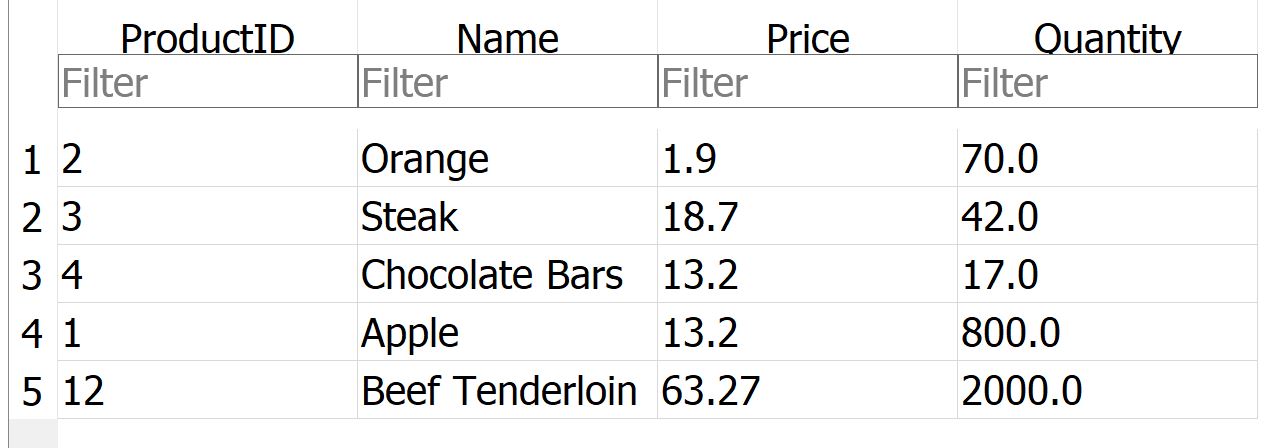 ProductID Name Price Quantity
Filter Filter Filter Filter
1 2 Orange 1.9 70.0
2 3 Steak 18.7 42.0
3 4 Chocolate Bars 13.2 17.0
4 1 Apple 13.2 800.0
5 12 Beef Tenderloin 63.27 2000.0